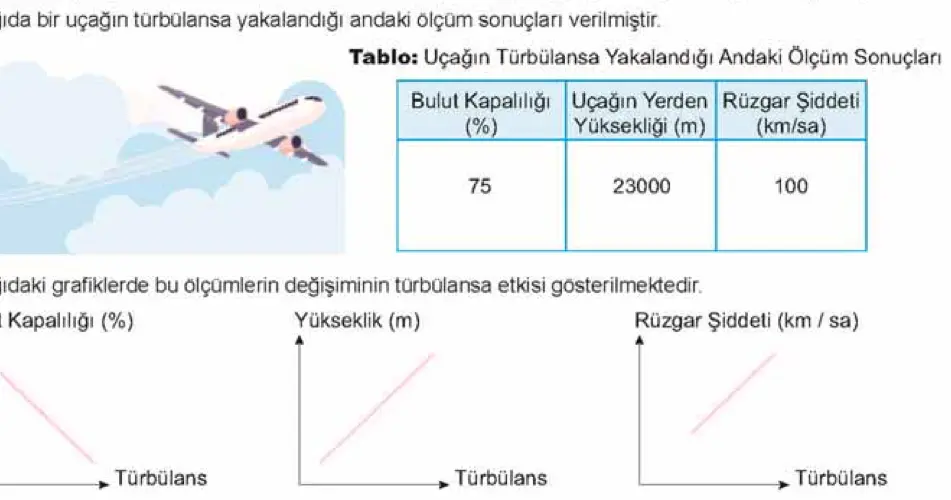 bir uçağın türbülansa yakalandığı andaki ölçüm sonuçları verilmiştir.
Tablo: Uçağın Türbülansa Yakalandığı Andaki Ölçüm Sonuçları
Bulut Kapalılığı Uçağın Yerden Rüzgar Şiddeti
(%) Yüksekliği (m) (km/sa)
75 23000 100
grafiklerde bu ölçümlerin değişiminin türbülansa etkisi gösterilmektedir.
Kapalılığı (%) Yükseklik (m) Rüzgar Şiddeti (km / sa)
Türbülans Türbülans Türbülans